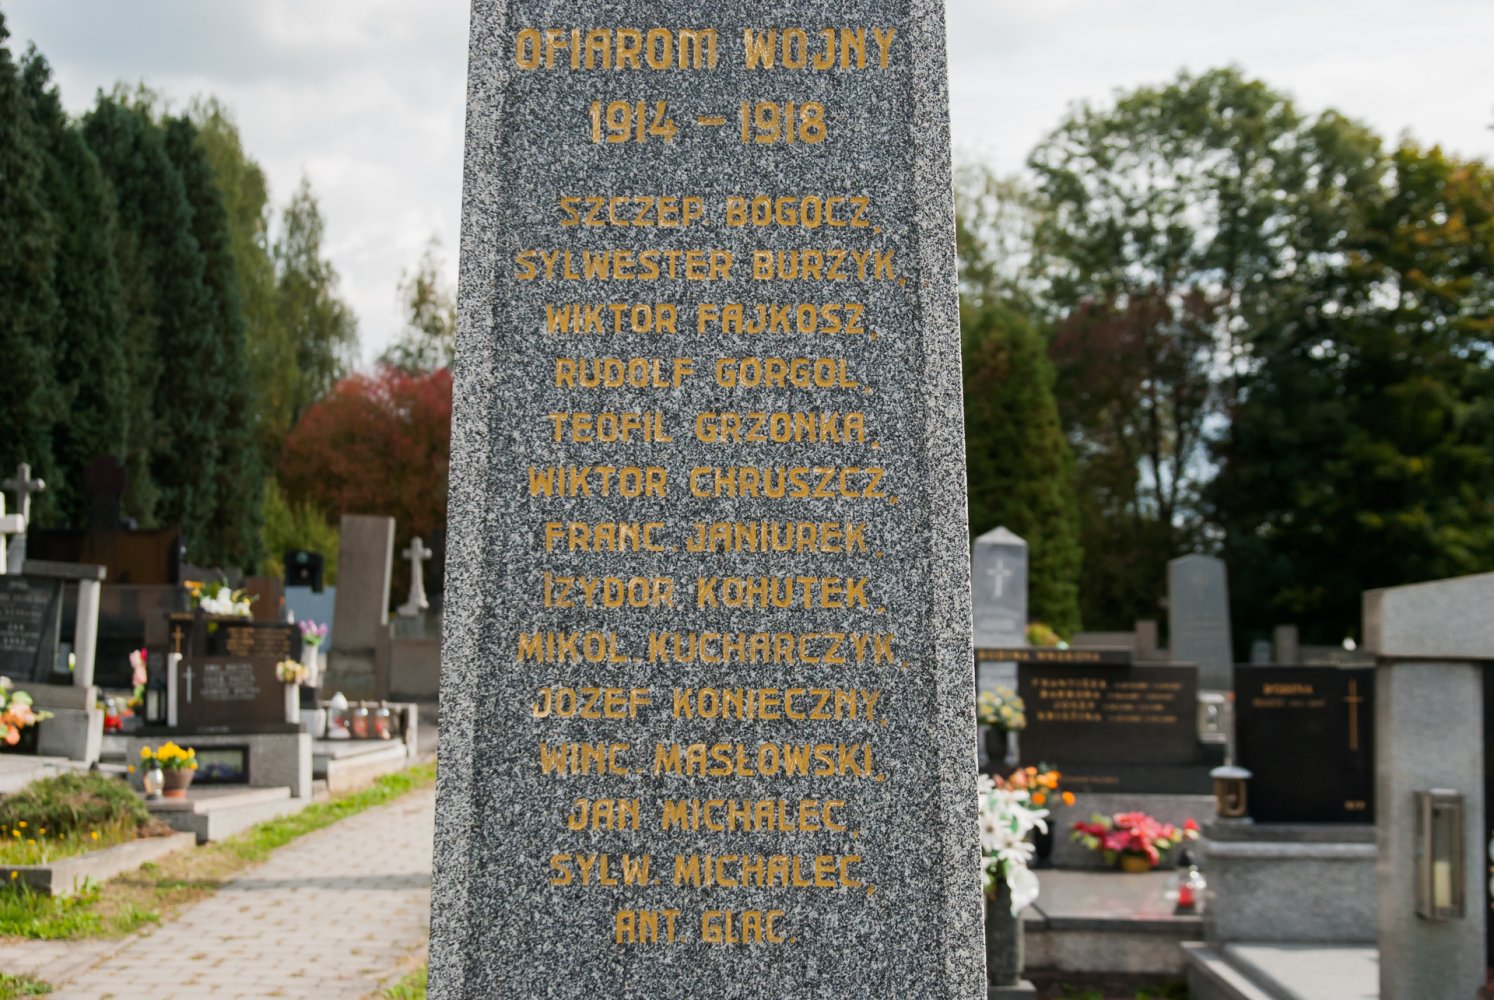 OFIAROM WOJNY
1914 – 1918
SZCZEP. BOGOCZ,
SYLWESTER BURZYK,
WIKTOR FAJKOSZ,
RUDOLF GORGOL,
TEOFIL GRZONKA,
WIKTOR CHRUSZCZ,
FRANC. JANIUREK,
IZYDOR KOHUTEK,
MIKOL. KUCHARCZYK,
JÓZEF KONIECZNY,
WINC. MASŁOWSKI,
JAN MICHALEC,
SYLW. MICHALEC,
ANT. GLAC.